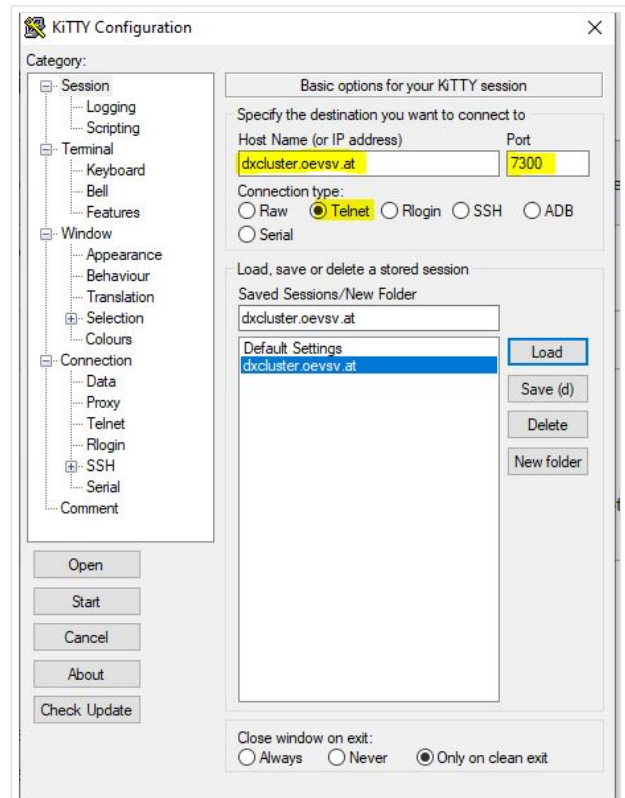 KiTTY Configuration
Category:
Session
Logging
Scripting
Terminal
Keyboard
Bell
Features
Window
Appearance
Behaviour
Translation
Selection
Colours
Connection
Data
Proxy
Telnet
Rlogin
SSH
Serial
Comment
Open
Start
Cancel
About
Check Update
Basic options for your KiTTY session
Specify the destination you want to connect to
Host Name (or IP address) Port
dxcluster.oevsv.at 7300
Connection type:
Raw Telnet Rlogin SSH ADB
Serial
Load, save or delete a stored session
Saved Sessions/New Folder
dxcluster.oevsv.at
Default Settings
dxcluster.oevsv.at
Load
Save (d)
Delete
New folder
Close window on exit:
Always Never Only on clean exit